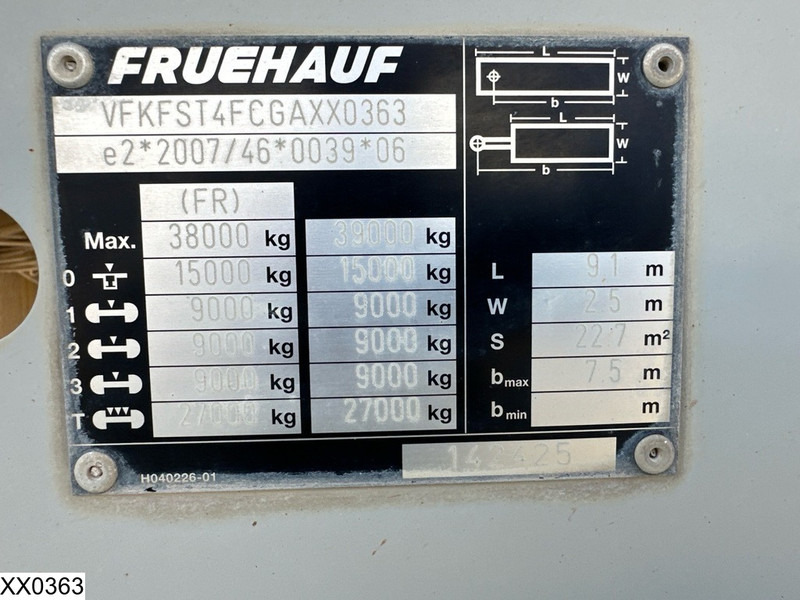 FRUEHAUF
VFKFST4FCGAXX0363
e2*2007/46*0039*06
(FR)
Max. 38000 kg 39000 kg
0 15000 kg 15000 kg
1 9000 kg 9000 kg
2 9000 kg 9000 kg
3 9000 kg 9000 kg
T 27000 kg 27000 kg
H040226-01
L
W
b
L
W
b
L 9.1 m
W 2.5 m
S 22.7 m²
bmax 7.5 m
bmin m
XX0363